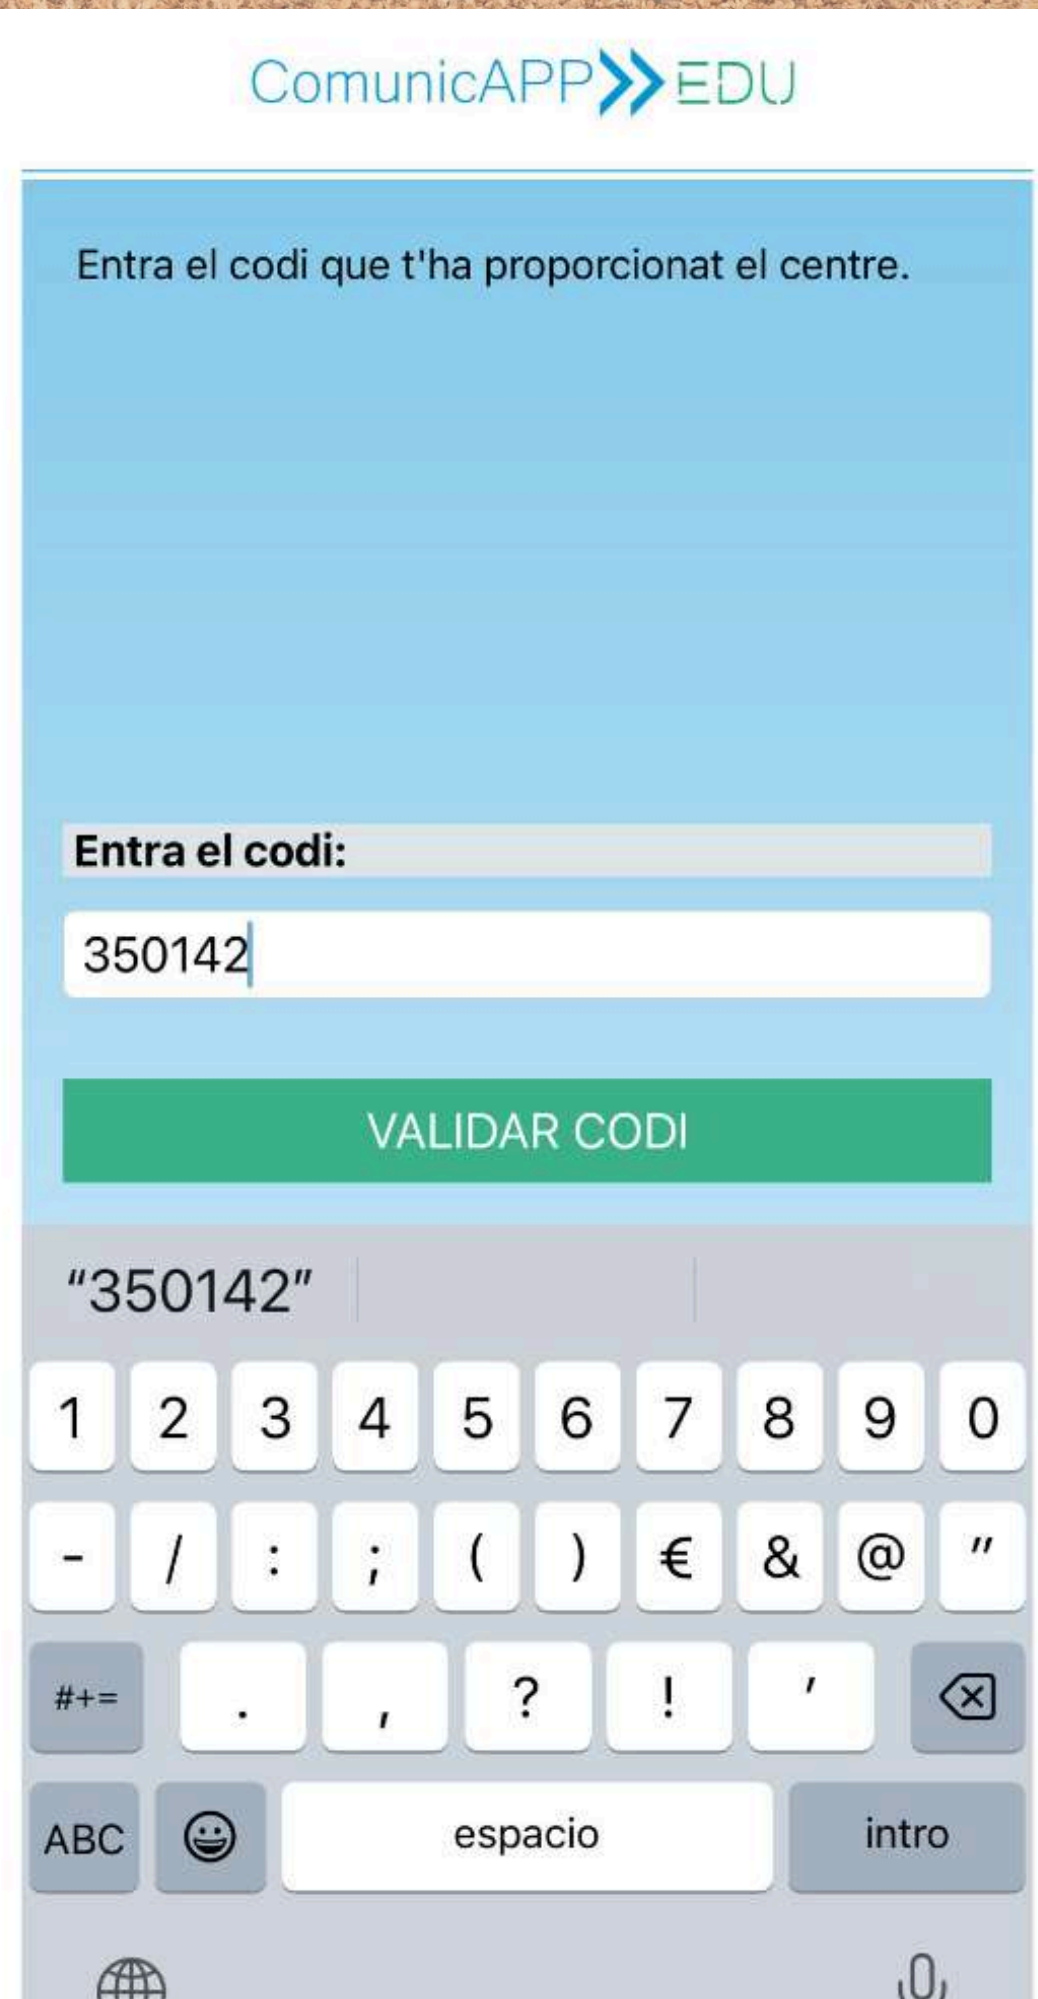 ComunicAPP EDU
Entra el codi que t'ha proporcionat el centre.
Entra el codi:
350142
VALIDAR CODI
“350142”
1 2 3 4 5 6 7 8 9 0
- / : ; ( ) € & @ "
#+= . , ? ! '
ABC espacio intro